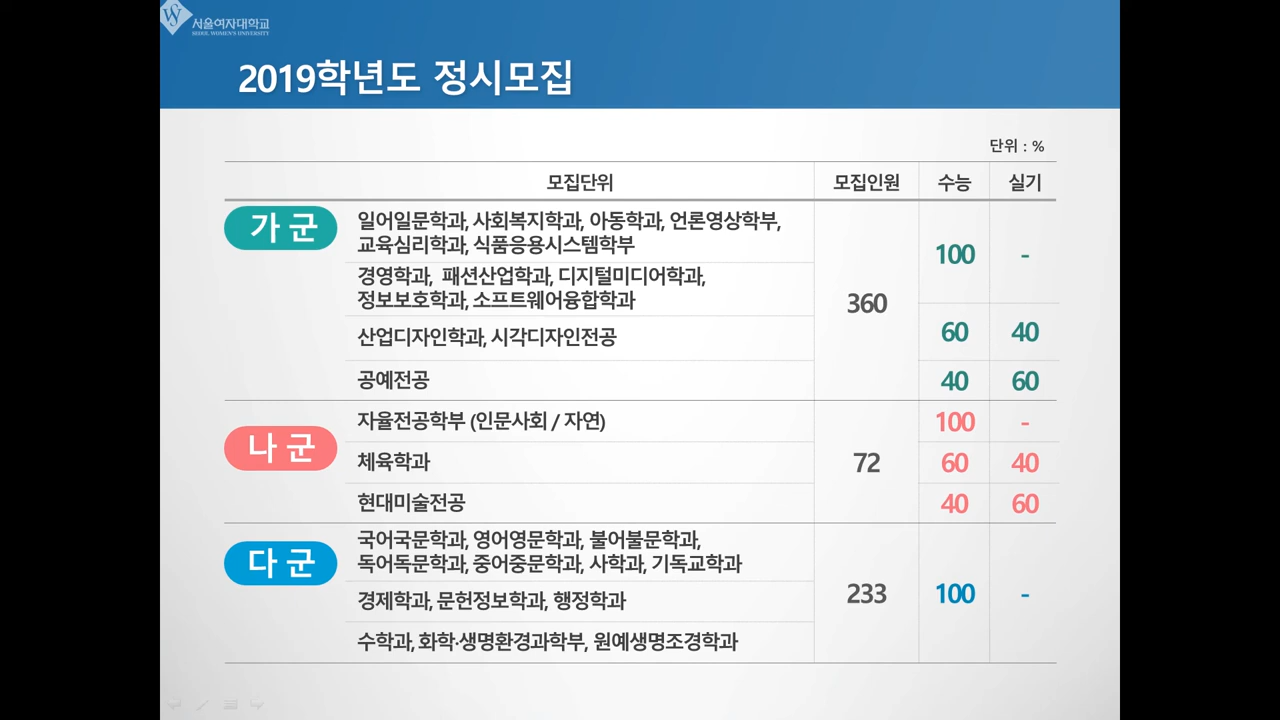 서울여자대학교
SEOUL WOMEN'S UNIVERSITY
2019학년도 정시모집
단위 : %
모집단위 모집인원 수능 실기
가 군
일어일문학과, 사회복지학과, 아동학과, 언론영상학부,
교육심리학과, 식품응용시스템학부
경영학과, 패션산업학과, 디지털미디어학과,
정보보호학과, 소프트웨어융합학과
360
100 -
산업디자인학과, 시각디자인전공 60 40
공예전공 40 60
나 군
자율전공학부 (인문사회 / 자연) 100 -
체육학과 72 60 40
현대미술전공 40 60
다 군
국어국문학과, 영어영문학과, 불어불문학과,
독어독문학과, 중어중문학과, 사학과, 기독교학과
경제학과, 문헌정보학과, 행정학과 233 100 -
수학과, 화학·생명환경과학부, 원예생명조경학과